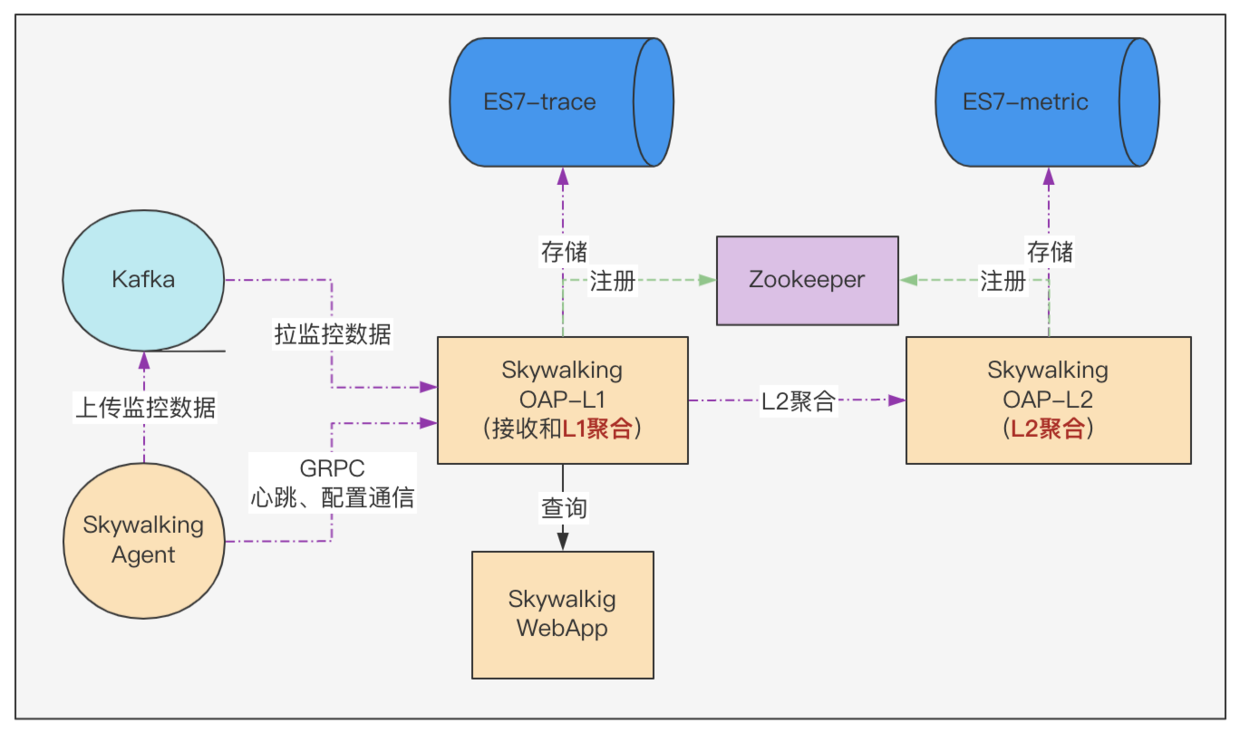 ES7-trace
ES7-metric
存储
存储
Kafka
注册
Zookeeper
注册
拉监控数据
Skywalking
OAP-L1
(接收和L1聚合)
L2聚合
Skywalking
OAP-L2
(L2聚合)
上传监控数据
GRPC
心跳、配置通信
查询
Skywalking
Agent
Skywalkig
WebApp